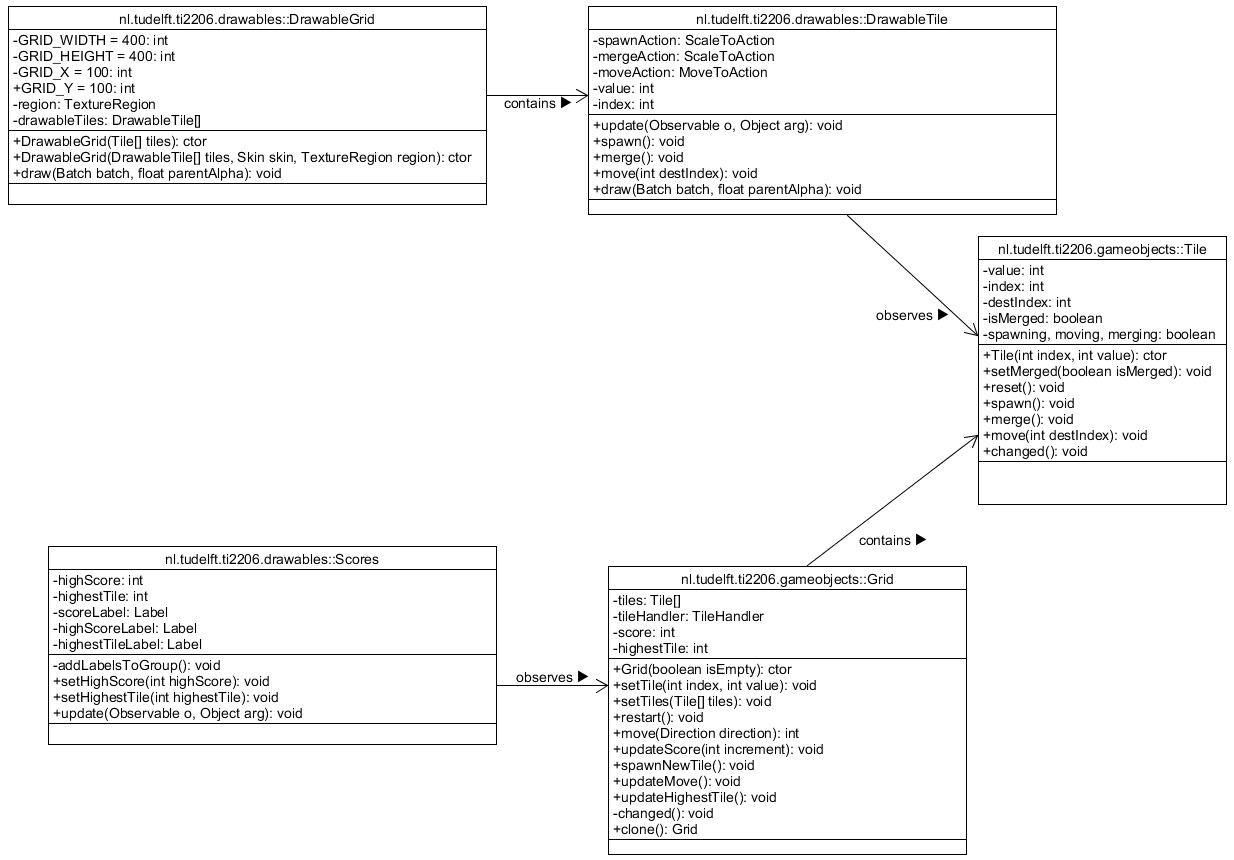 nl.tudelft.ti2206.drawables::DrawableGrid
-GRID_WIDTH = 400: int
-GRID_HEIGHT = 400: int
-GRID_X = 100: int
+GRID_Y = 100: int
-region: TextureRegion
-drawableTiles: DrawableTile[]
+DrawableGrid(Tile[] tiles): ctor
+DrawableGrid(DrawableTile[] tiles, Skin skin, TextureRegion region): ctor
+draw(Batch batch, float parentAlpha): void
contains ▶
nl.tudelft.ti2206.drawables::DrawableTile
-spawnAction: ScaleToAction
-mergeAction: ScaleToAction
-moveAction: MoveToAction
-value: int
-index: int
+update(Observable o, Object arg): void
+spawn(): void
+merge(): void
+move(int destIndex): void
+draw(Batch batch, float parentAlpha): void
observes ▶
nl.tudelft.ti2206.gameobjects::Tile
-value: int
-index: int
-destIndex: int
-isMerged: boolean
-spawning, moving, merging: boolean
+Tile(int index, int value): ctor
+setMerged(boolean isMerged): void
+reset(): void
+spawn(): void
+merge(): void
+move(int destIndex): void
+changed(): void
contains ▶
nl.tudelft.ti2206.drawables::Scores
-highScore: int
-highestTile: int
-scoreLabel: Label
-highScoreLabel: Label
-highestTileLabel: Label
-addLabelsToGroup(): void
+setHighScore(int highScore): void
+setHighestTile(int highestTile): void
+update(Observable o, Object arg): void
observes ▶
nl.tudelft.ti2206.gameobjects::Grid
-tiles: Tile[]
-tileHandler: TileHandler
-score: int
-highestTile: int
+Grid(boolean isEmpty): ctor
+setTile(int index, int value): void
+setTiles(Tile[] tiles): void
+restart(): void
+move(Direction direction): int
+updateScore(int increment): void
+spawnNewTile(): void
+updateMove(): void
+updateHighestTile(): void
-changed(): void
+clone(): Grid